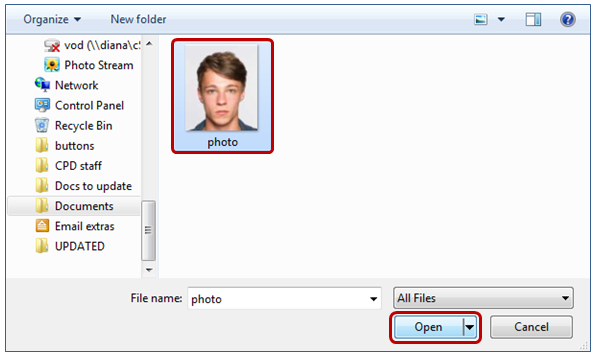 Organize New folder
vod (\\diana\c$
Photo Stream
Network
Control Panel
Recycle Bin
buttons
CPD staff
Docs to update
Documents
Email extras
UPDATED
photo
File name: photo All Files
Open Cancel